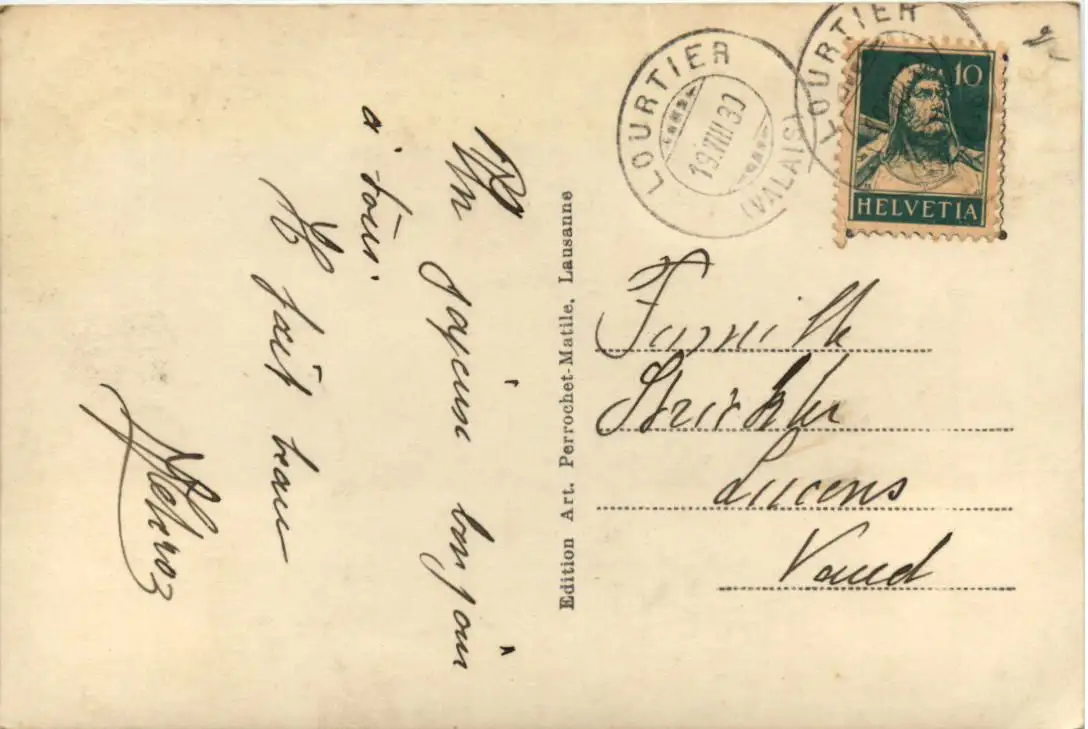 Un joyeux bonjour
à tous.
Il fait beau
Edition Art. Perrochet-Matile, Lausanne
LOURTIER
19.VIII 30
(VALAIS)
LOURTIER
10
HELVETIA
Famille
Strickler
Lucens
Vaud